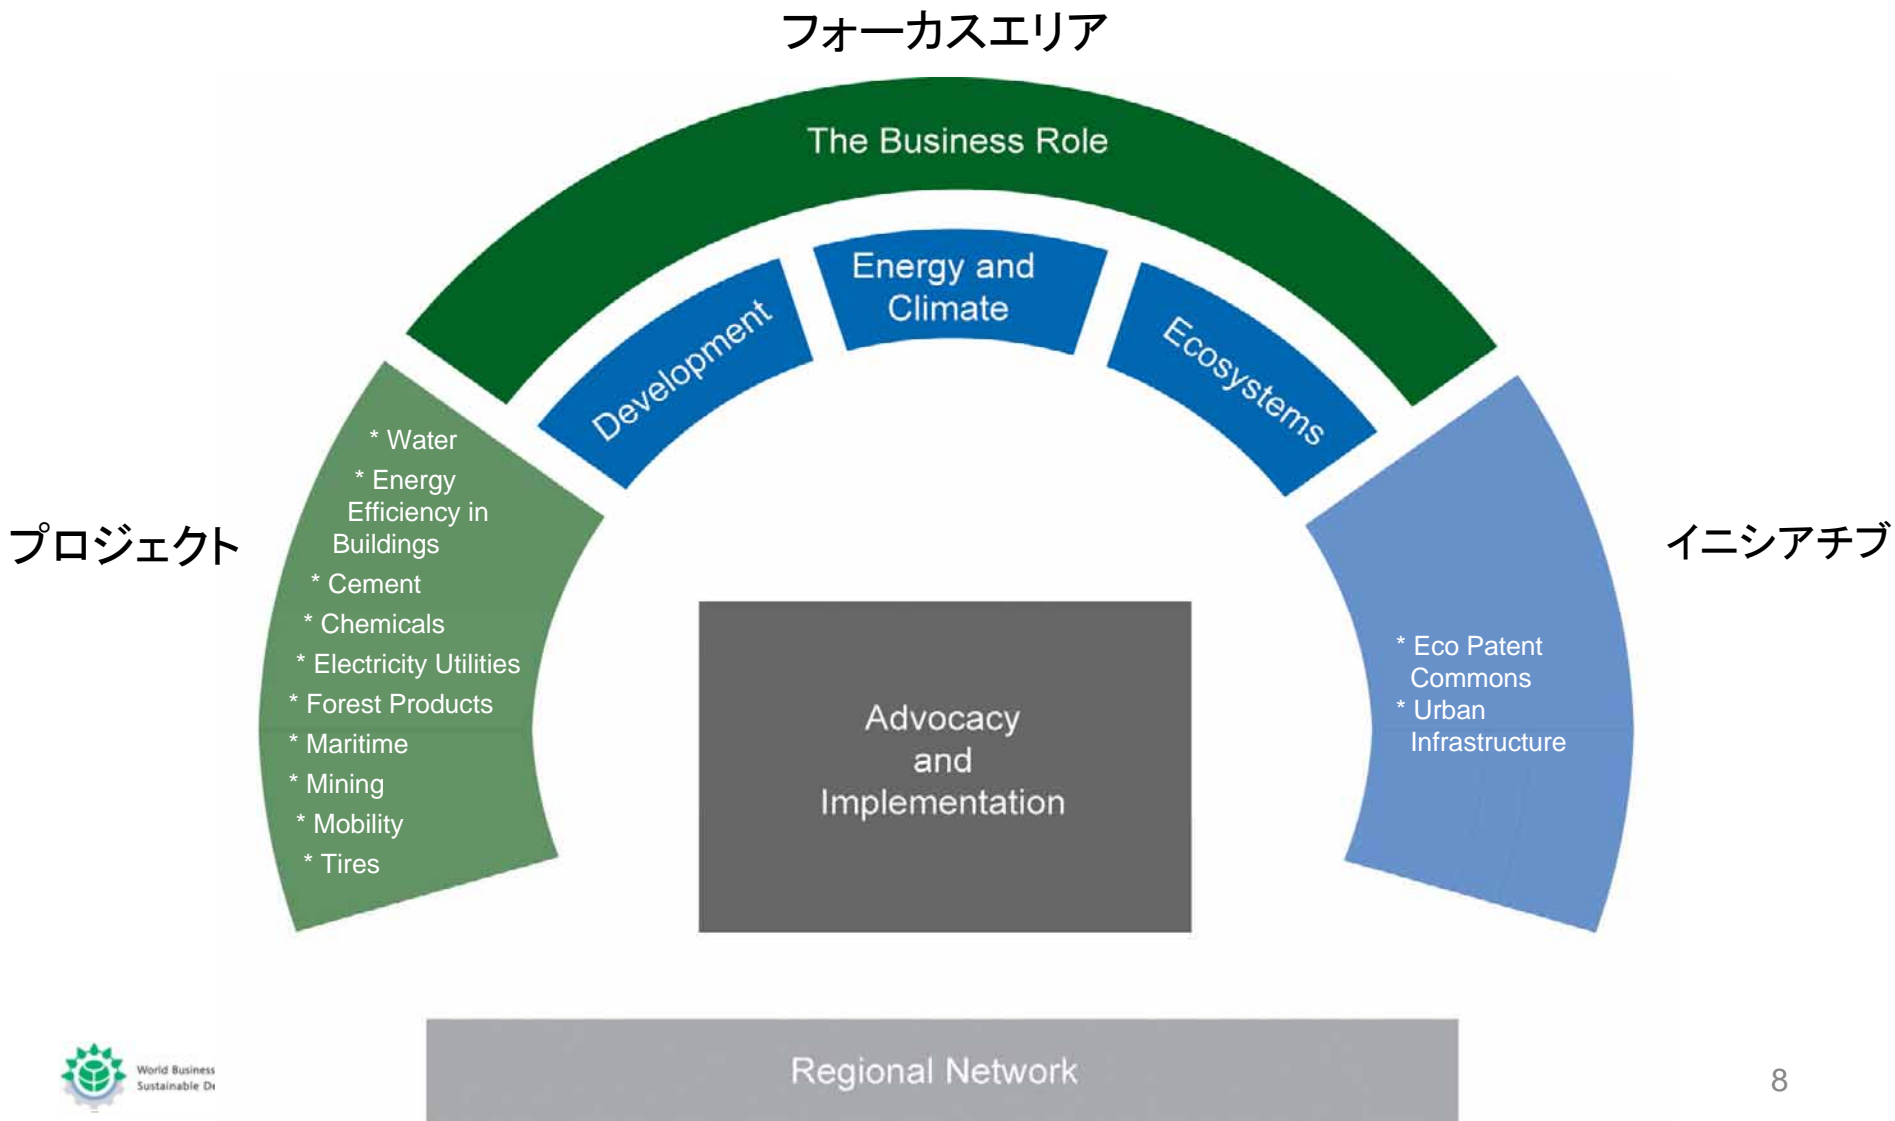 フォーカスエリア
The Business Role
Energy and
Climate
Development
Ecosystems
プロジェクト
* Water
* Energy
Efficiency in
Buildings
* Cement
* Chemicals
* Electricity Utilities
* Forest Products
* Maritime
* Mining
* Mobility
* Tires
イニシアチブ
* Eco Patent
Commons
* Urban
Infrastructure
Advocacy
and
Implementation
Regional Network
World Business
Sustainable De
8